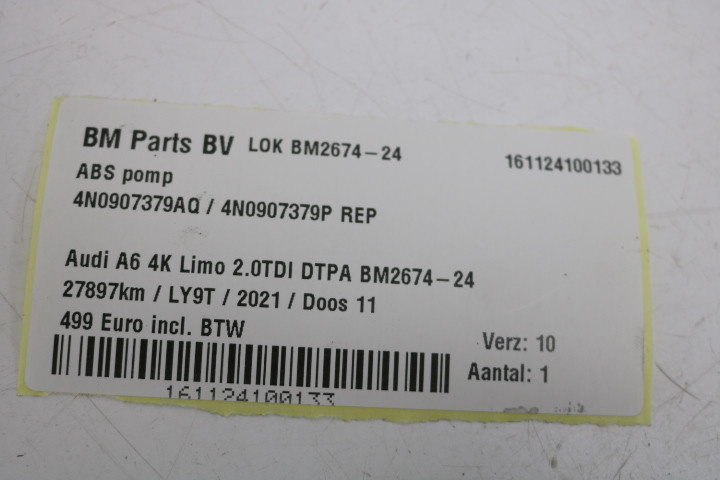 BM Parts BV LOK BM2674-24 161124100133
ABS pomp
4N0907379AQ / 4N0907379P REP
Audi A6 4K Limo 2.0TDI DTPA BM2674-24
27897km / LY9T / 2021 / Doos 11
499 Euro incl. BTW
Verz: 10
Aantal: 1
161124100133